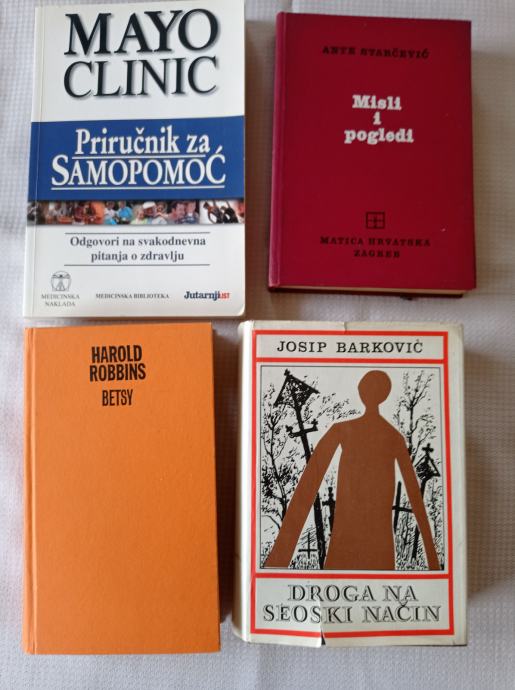 MAYO
CLINIC
Priručnik za
SAMOPOMOĆ
Odgovori na svakodnevna
pitanja o zdravlju
MEDICINSKA
NAKLADA
MEDICINSKA BIBLIOTEKA
Jutarnji LIST
ANTE STARČEVIĆ
Misli
i
pogledi
MATICA HRVATSKA
ZAGREB
HAROLD
ROBBINS
BETSY
JOSIP BARKOVIĆ
DROGA NA
SEOSKI NAČIN